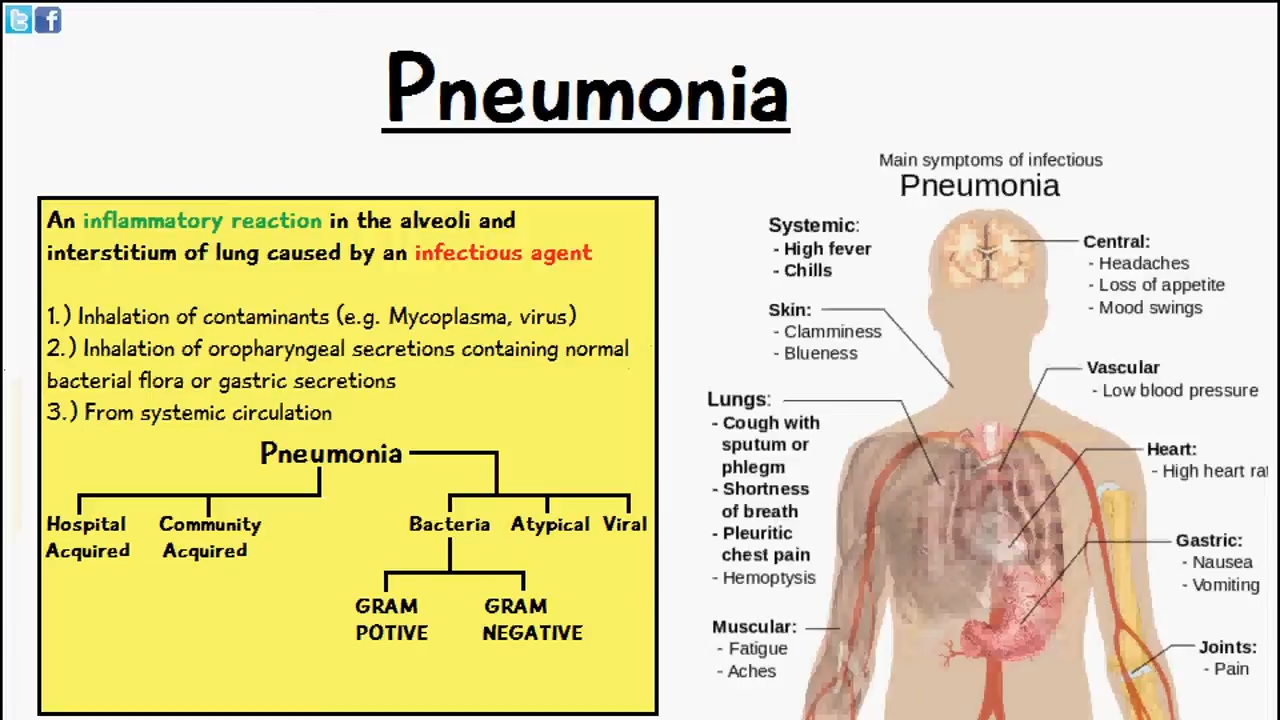 Pneumonia
An inflammatory reaction in the alveoli and
interstitium of lung caused by an infectious agent
1.) Inhalation of contaminants (e.g. Mycoplasma, virus)
2.) Inhalation of oropharyngeal secretions containing normal
bacterial flora or gastric secretions
3.) From systemic circulation
Pneumonia
Hospital
Acquired
Community
Acquired
Bacteria
Atypical
Viral
GRAM
POTIVE
GRAM
NEGATIVE
Main symptoms of infectious
Pneumonia
Systemic:
- High fever
- Chills
Skin:
- Clamminess
- Blueness
Lungs:
- Cough with
sputum or
phlegm
- Shortness
of breath
- Pleuritic
chest pain
- Hemoptysis
Muscular:
- Fatigue
- Aches
Central:
- Headaches
- Loss of appetite
- Mood swings
Vascular
- Low blood pressure
Heart:
- High heart rat
Gastric:
- Nausea
- Vomiting
Joints:
- Pain